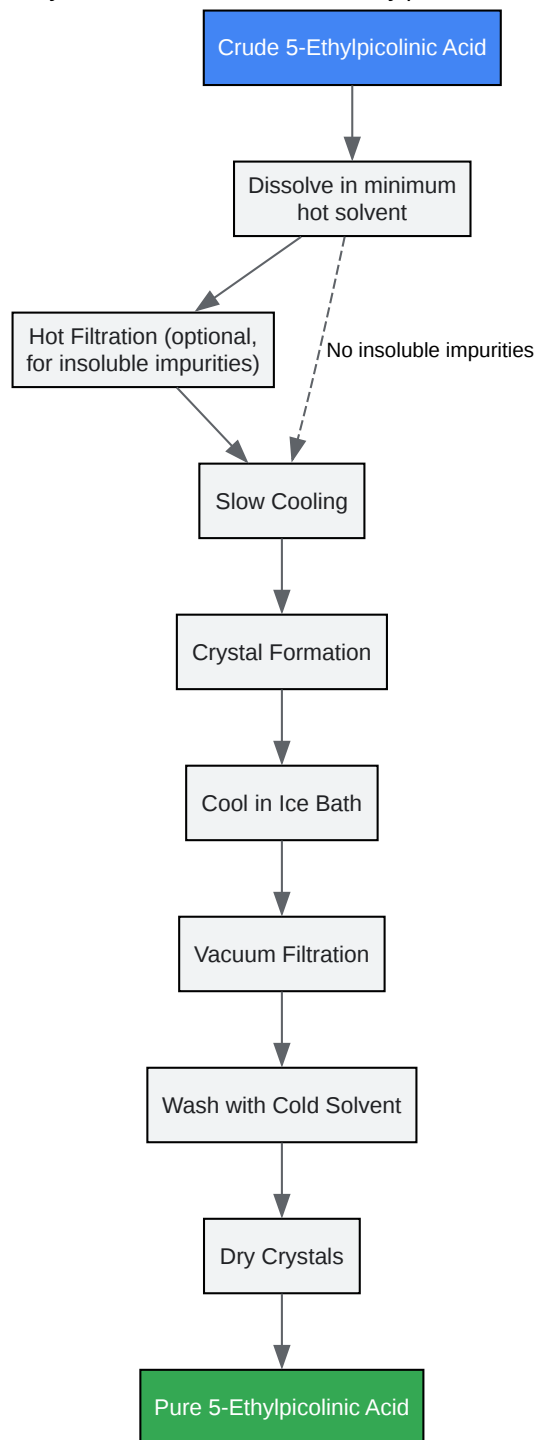 Crude 5-Ethylpicolinic Acid
Dissolve in minimum
hot solvent
Hot Filtration (optional,
for insoluble impurities)
No insoluble impurities
Slow Cooling
Crystal Formation
Cool in Ice Bath
Vacuum Filtration
Wash with Cold Solvent
Dry Crystals
Pure 5-Ethylpicolinic Acid